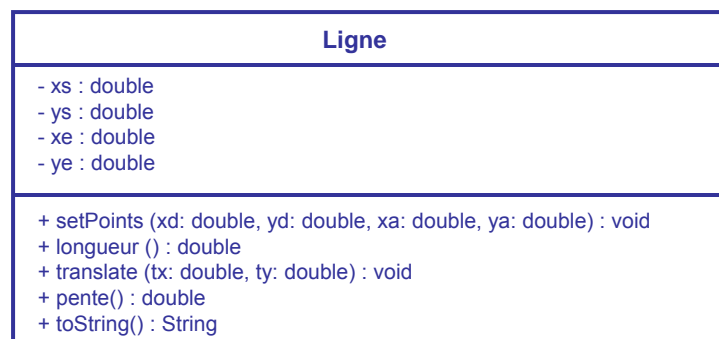 Ligne
- xs : double
- ys : double
- xe : double
- ye : double
+ setPoints (xd: double, yd: double, xa: double, ya: double) : void
+ longueur () : double
+ translate (tx: double, ty: double) : void
+ pente() : double
+ toString() : String